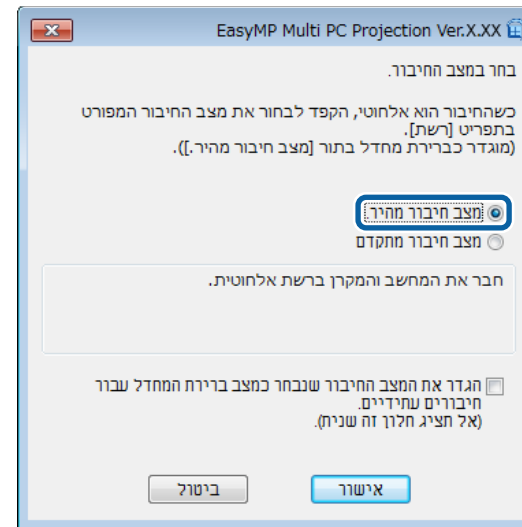 EasyMP Multi PC Projection Ver.X.XX
בחר במצב החיבור.
כשהחיבור הוא אלחוטי, הקפד לבחור את מצב החיבור המפורט
בתפריט [רשת].
(מוגדר כברירת מחדל בתור [מצב חיבור מהיר.]).
מצב חיבור מהיר
מצב חיבור מתקדם
חבר את המחשב והמקרן ברשת אלחוטית.
הגדר את המצב החיבור שנבחר כמצב ברירת המחדל עבור
חיבורים עתידיים.
(אל תציג חלון זה שנית).
אישור
ביטול